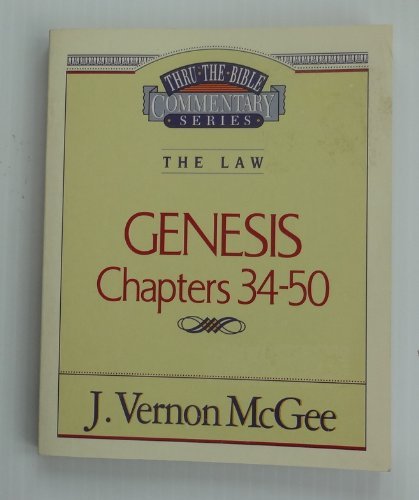 THRU·THE·BIBLE
COMMENTARY
·SERIES·
THE LAW
GENESIS
Chapters 34-50
J. Vernon McGee